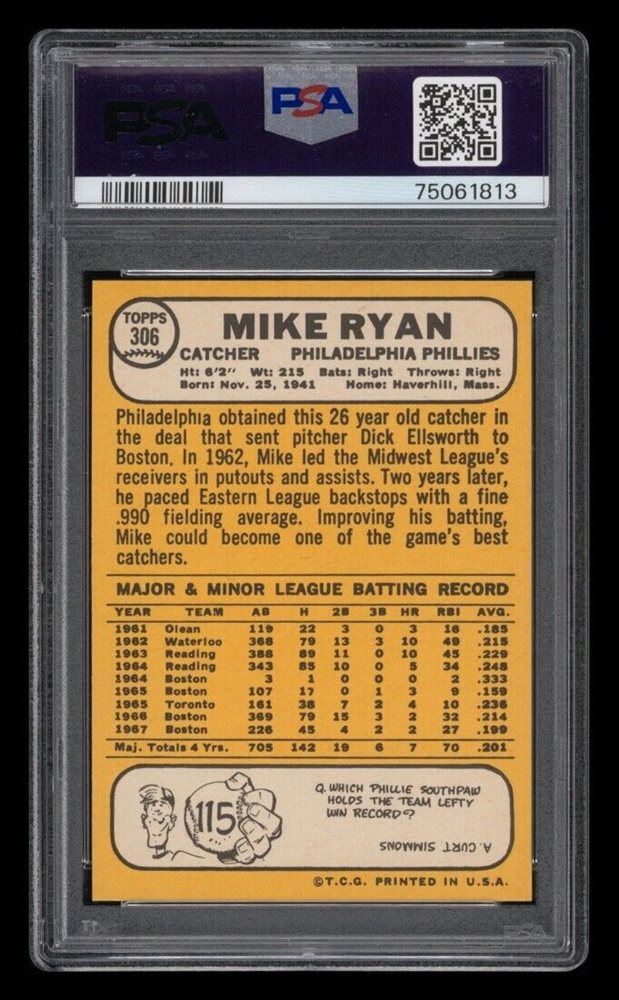 PSA
PSA
75061813
TOPPS
306
MIKE RYAN
CATCHER PHILADELPHIA PHILLIES
Ht: 6'2" Wt: 215 Bats: Right Throws: Right
Born: Nov. 25, 1941 Home: Haverhill, Mass.
Philadelphia obtained this 26 year old catcher in
the deal that sent pitcher Dick Ellsworth to
Boston. In 1962, Mike led the Midwest League's
receivers in putouts and assists. Two years later,
he paced Eastern League backstops with a fine
.990 fielding average. Improving his batting,
Mike could become one of the game's best
catchers.
MAJOR & MINOR LEAGUE BATTING RECORD
YEAR TEAM AB H 2B 3B HR RBI AVG.
1961 Olean 119 22 3 0 3 16 .185
1962 Waterloo 368 79 13 3 10 49 .215
1963 Reading 388 89 11 0 10 45 .229
1964 Reading 343 85 10 0 5 34 .248
1964 Boston 3 1 0 0 0 2 .333
1965 Boston 107 17 0 1 3 9 .159
1965 Toronto 161 38 7 2 4 10 .236
1966 Boston 369 79 15 3 2 32 .214
1967 Boston 226 45 4 2 2 27 .199
Maj. Totals 4 Yrs. 705 142 19 6 7 70 .201
115
Q. WHICH PHILLIE SOUTHPAW
HOLDS THE TEAM LEFTY
WIN RECORD?
A. CURT SIMMONS
©T.C.G. PRINTED IN U.S.A.
PSA